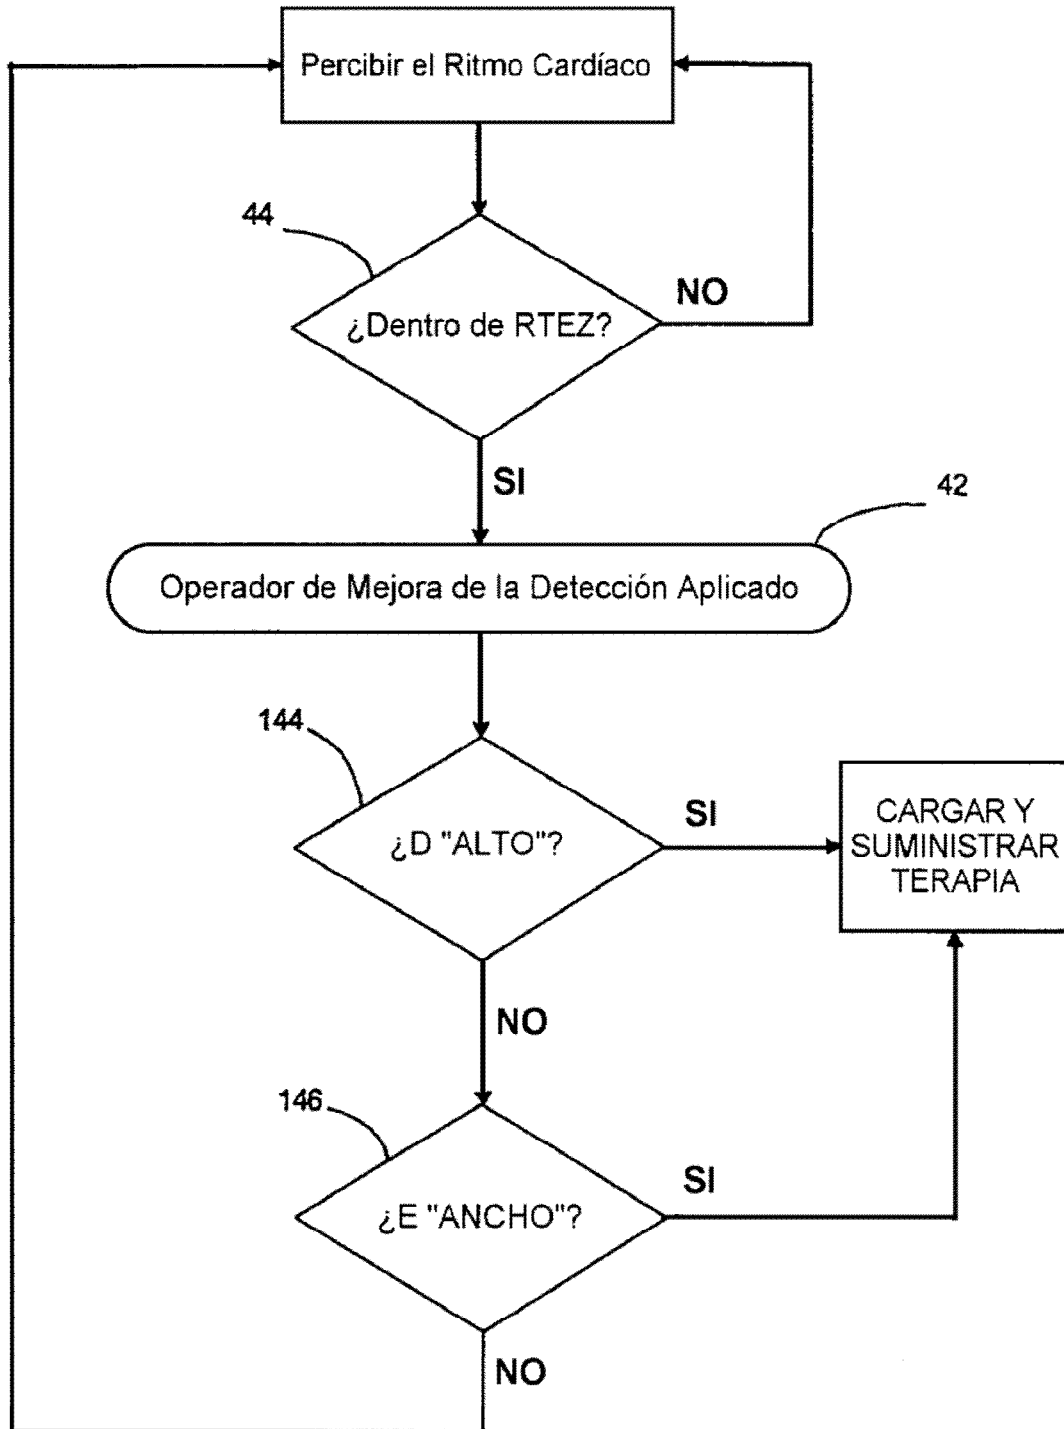 Percibir el Ritmo Cardíaco
44
¿Dentro de RTEZ?
NO
SI
42
Operador de Mejora de la Detección Aplicado
144
¿D "ALTO"?
SI
CARGAR Y
SUMINISTRAR
TERAPIA
NO
146
¿E "ANCHO"?
SI
NO